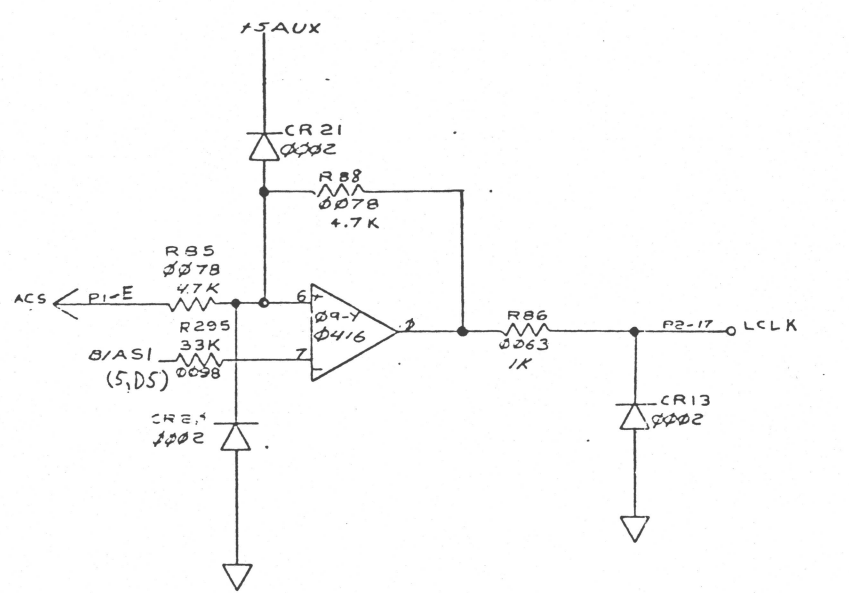 +5AUX
CR21
ØØØ2
R88
ØØ78
4.7K
R85
ØØ78
4.7K
ACS
P1-E
6
+
Ø9-Y
Ø416
R86
ØØ63
1K
P2-17
LCLK
R295
33K
ØØ98
BIAS1
(5,D5)
7
-
ØØØ2
CR13
ØØØ2